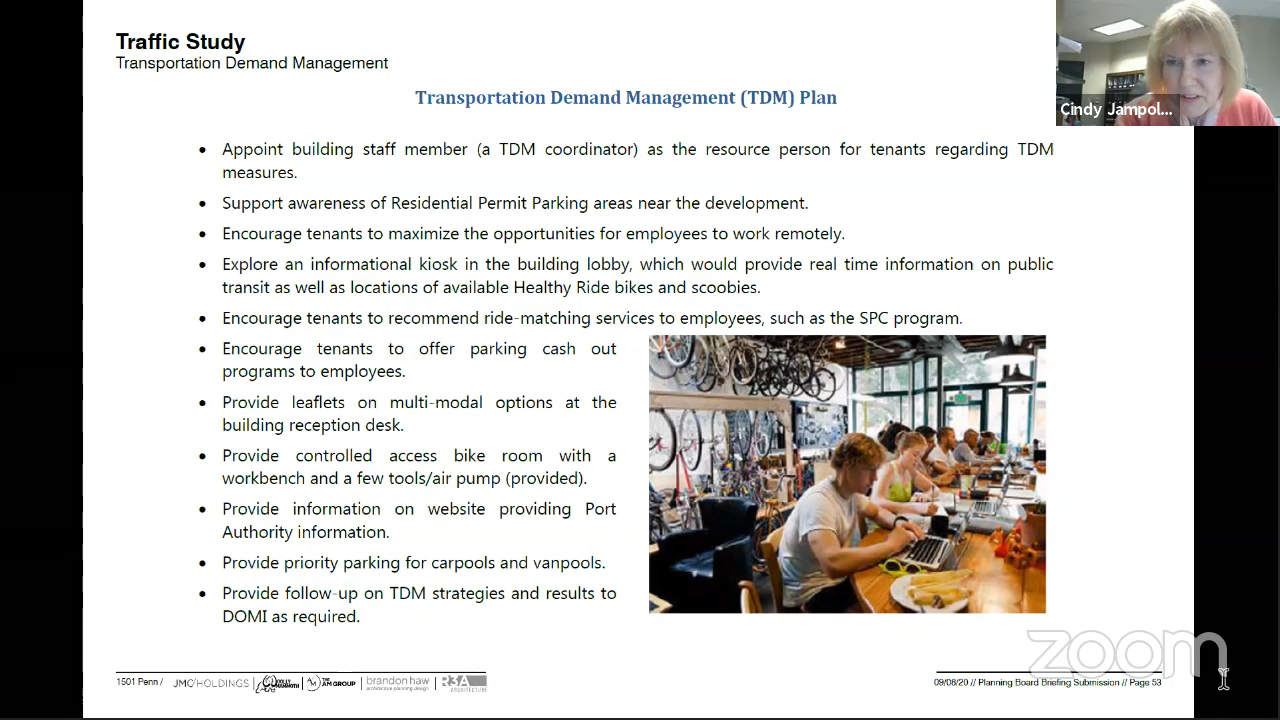 Traffic Study
Transportation Demand Management
Cindy Jampol...
Transportation Demand Management (TDM) Plan
• Appoint building staff member (a TDM coordinator) as the resource person for tenants regarding TDM
measures.
• Support awareness of Residential Permit Parking areas near the development.
• Encourage tenants to maximize the opportunities for employees to work remotely.
• Explore an informational kiosk in the building lobby, which would provide real time information on public
transit as well as locations of available Healthy Ride bikes and scoobies.
• Encourage tenants to recommend ride-matching services to employees, such as the SPC program.
• Encourage tenants to offer parking cash out
programs to employees.
• Provide leaflets on multi-modal options at the
building reception desk.
• Provide controlled access bike room with a
workbench and a few tools/air pump (provided).
• Provide information on website providing Port
Authority information.
• Provide priority parking for carpools and vanpools.
• Provide follow-up on TDM strategies and results to
DOMI as required.
zoom
1501 Penn / JMC HOLDINGS THE AM GROUP brandon haw architecture planning design R3A ARCHITECTURE
09/08/20 // Planning Board Briefing Submission // Page 53